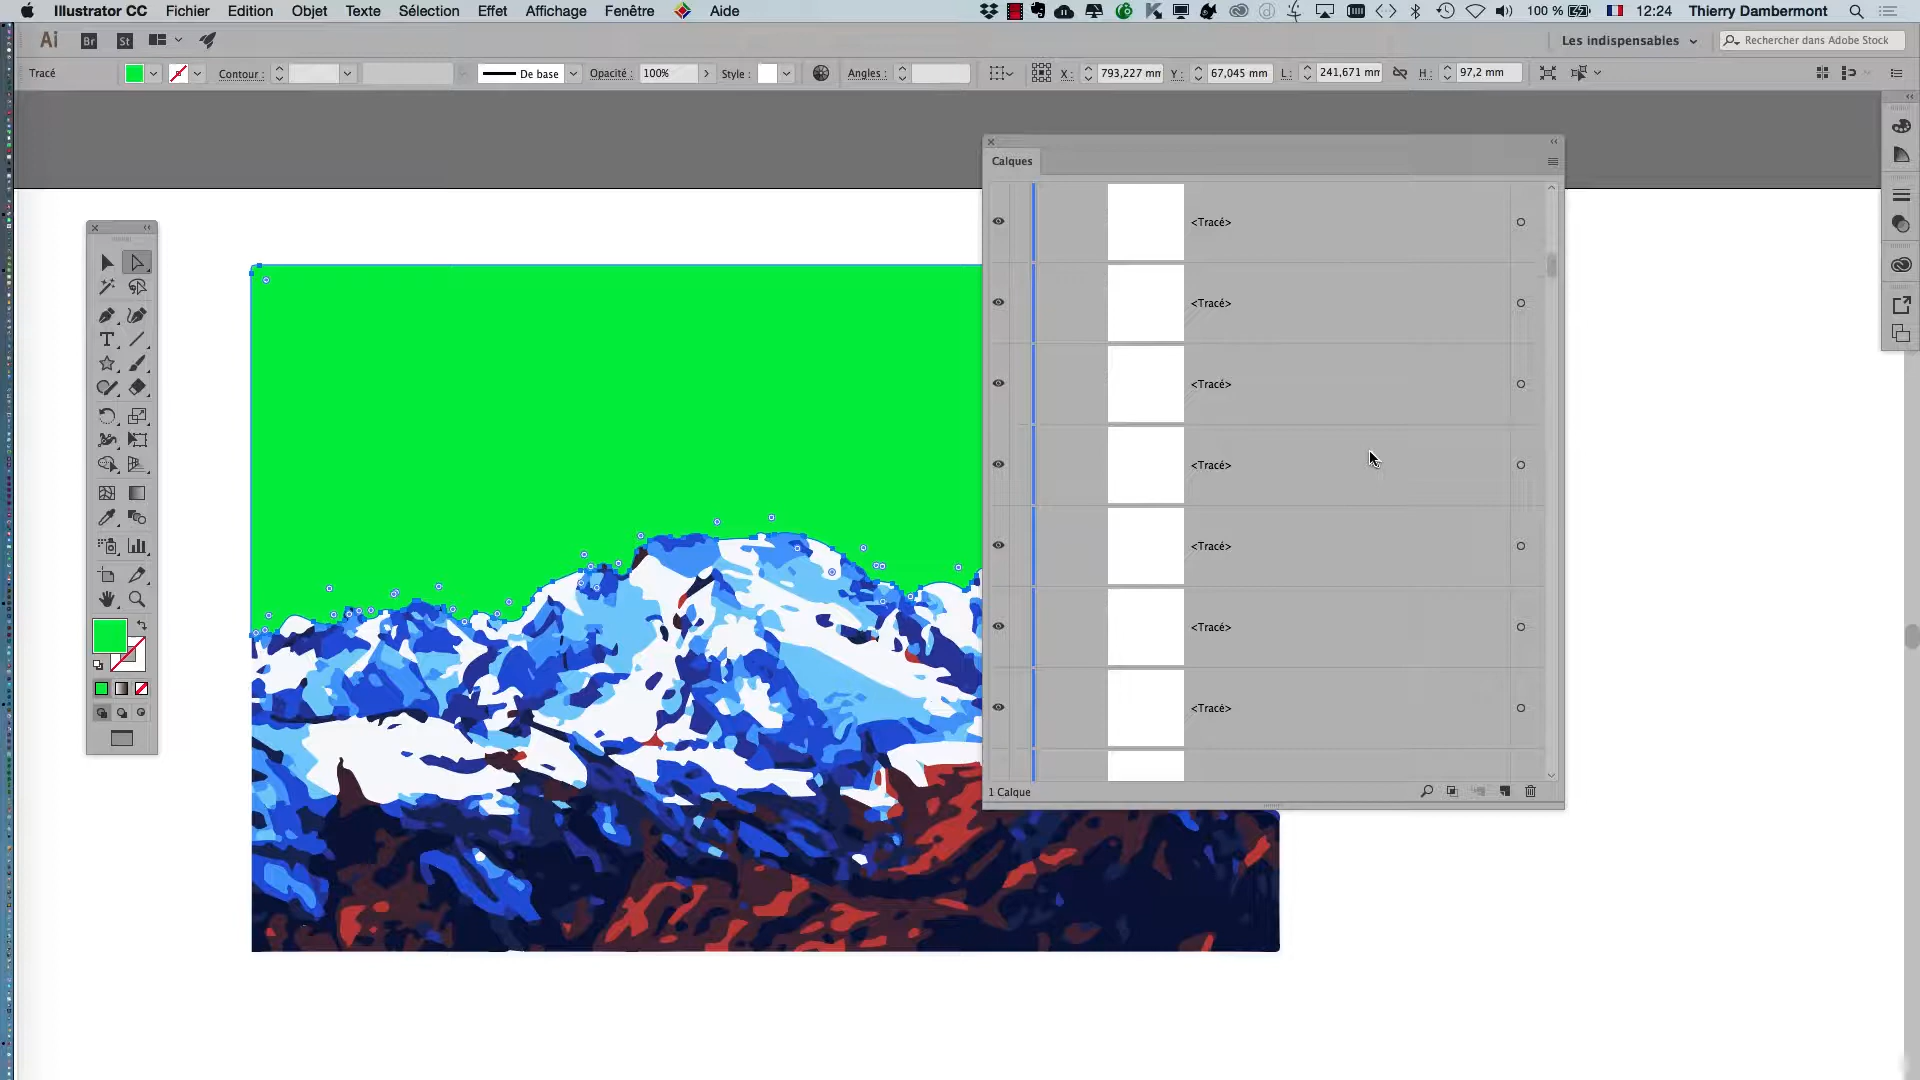 Illustrator CC Fichier Edition Objet Texte Sélection Effet Affichage Fenêtre Aide 100 % 12:24 Thierry Dambermont
Ai Br St Les indispensables Rechercher dans Adobe Stock
Tracé Contour : De base Opacité : 100% Style : Angles : X : 793,227 mm Y : 67,045 mm L : 241,671 mm H : 97,2 mm
Calques
<Tracé>
<Tracé>
<Tracé>
<Tracé>
<Tracé>
<Tracé>
<Tracé>
1 Calque